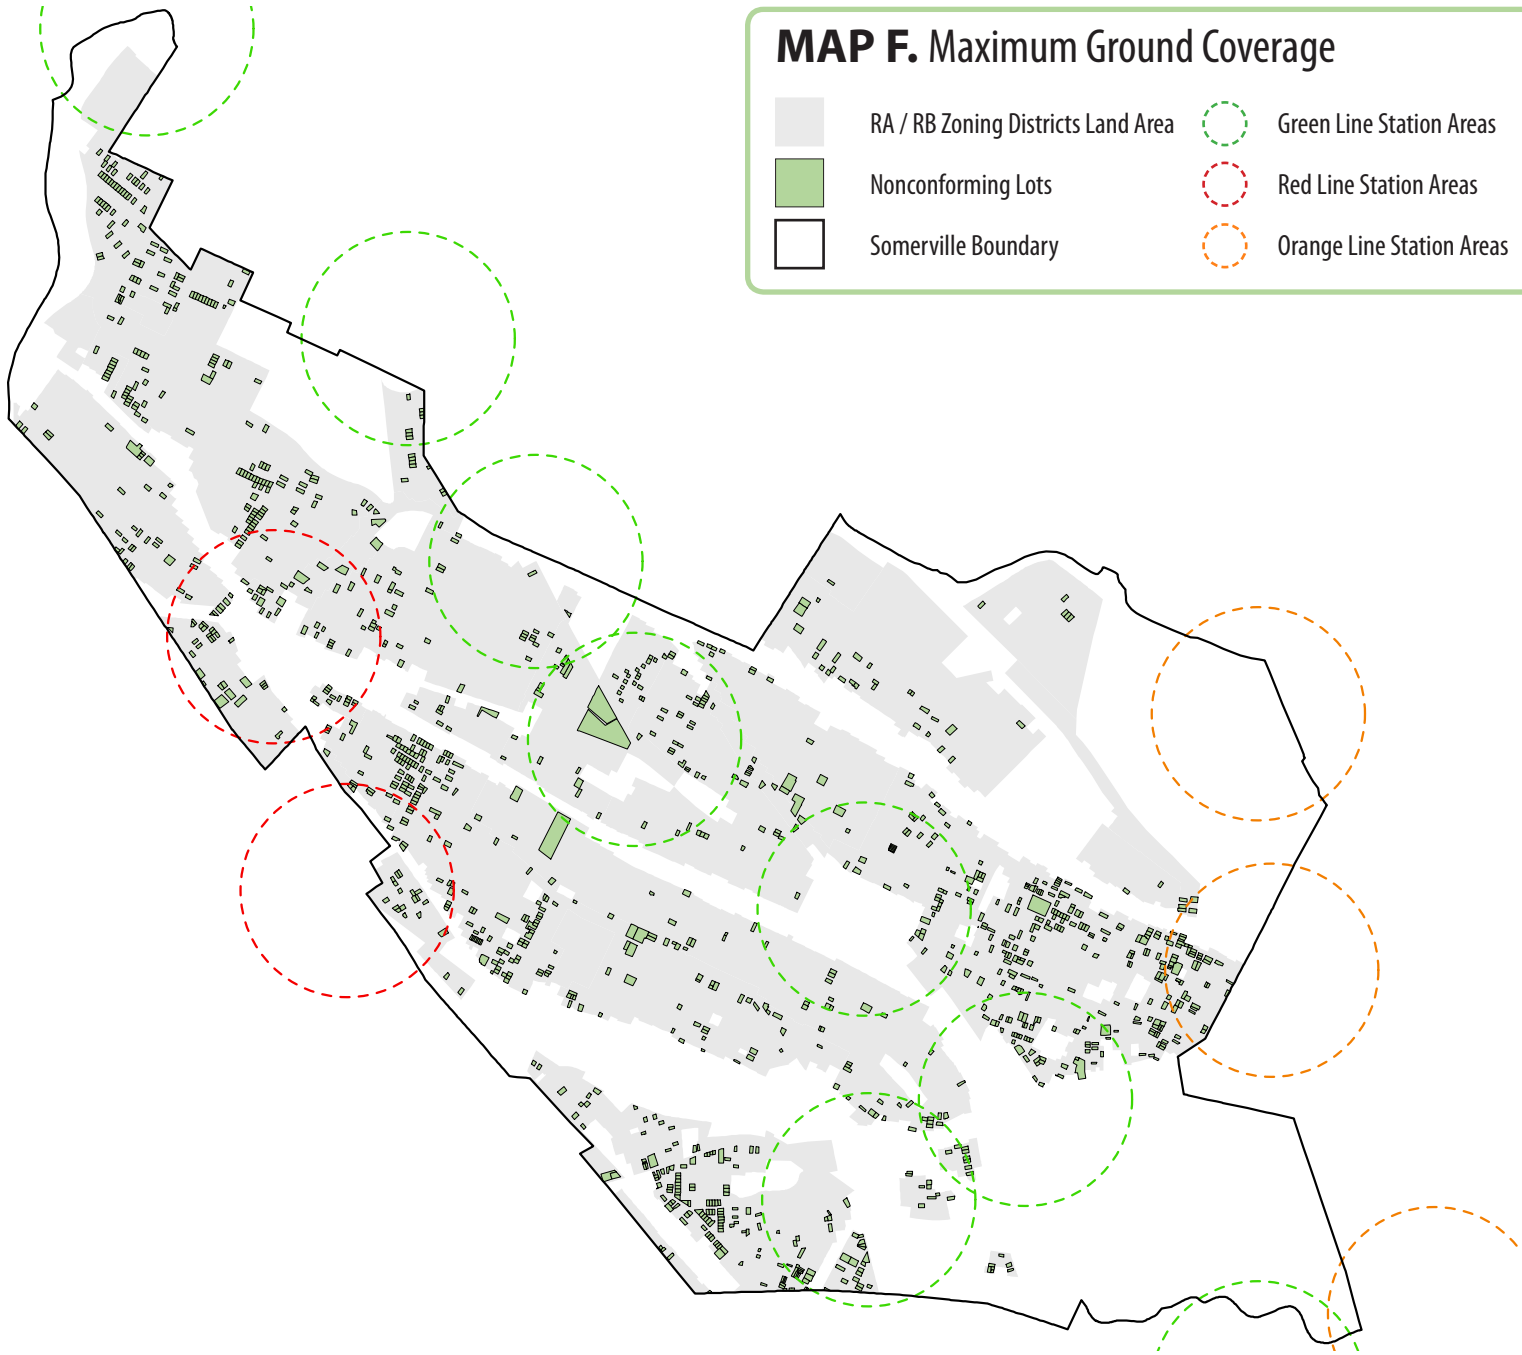 MAP F. Maximum Ground Coverage
RA / RB Zoning Districts Land Area
Nonconforming Lots
Somerville Boundary
Green Line Station Areas
Red Line Station Areas
Orange Line Station Areas